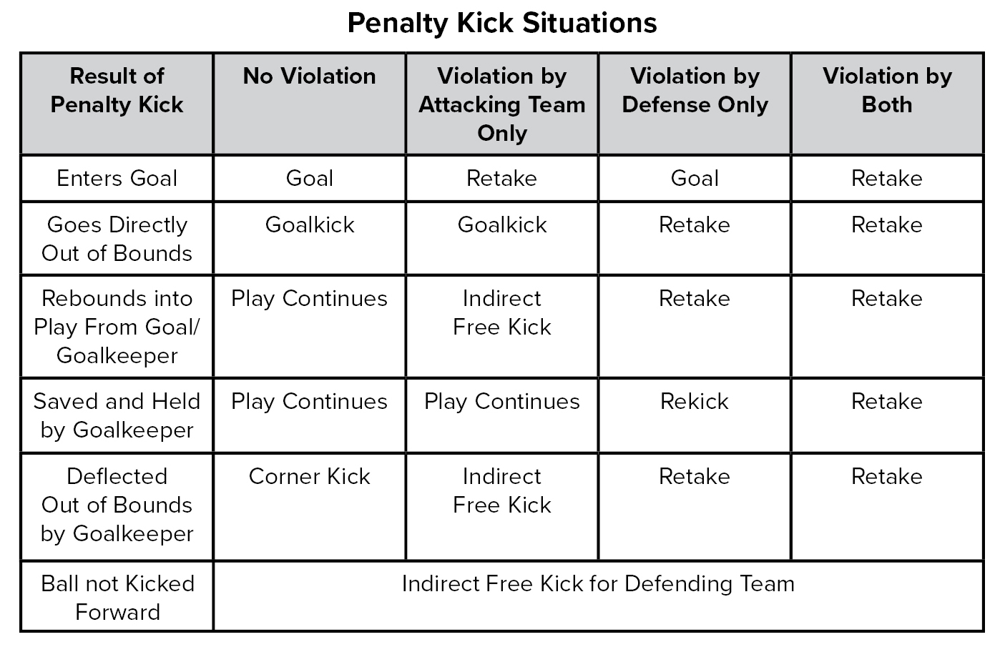 Penalty Kick Situations
Result of
Penalty Kick
No Violation
Violation by
Attacking Team
Only
Violation by
Defense Only
Violation by
Both
Enters Goal
Goal
Retake
Goal
Retake
Goes Directly
Out of Bounds
Goalkick
Goalkick
Retake
Retake
Rebounds into
Play From Goal/
Goalkeeper
Play Continues
Indirect
Free Kick
Retake
Retake
Saved and Held
by Goalkeeper
Play Continues
Play Continues
Rekick
Retake
Deflected
Out of Bounds
by Goalkeeper
Corner Kick
Indirect
Free Kick
Retake
Retake
Ball not Kicked
Forward
Indirect Free Kick for Defending Team